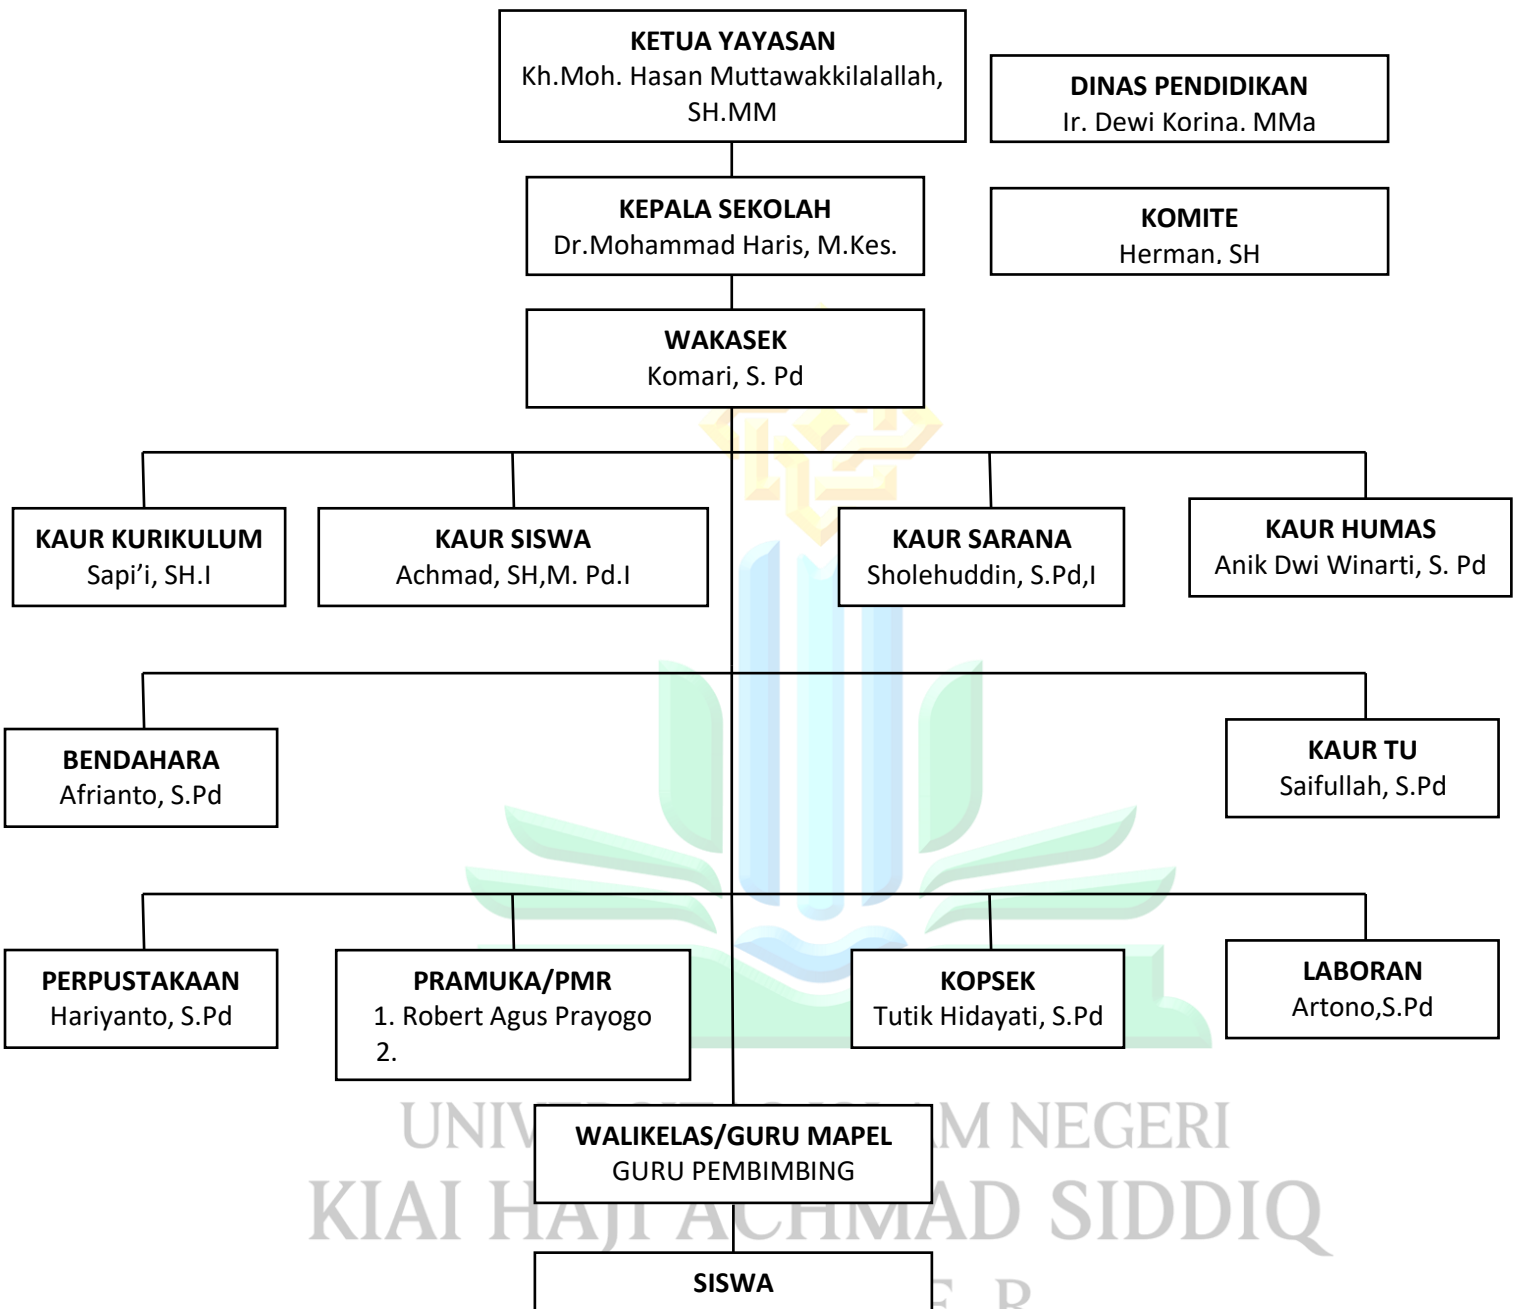 KETUA YAYASAN
Kh.Moh. Hasan Muttawakkilalallah,
SH.MM
DINAS PENDIDIKAN
Ir. Dewi Korina. MMa
KEPALA SEKOLAH
Dr.Mohammad Haris, M.Kes.
KOMITE
Herman. SH
WAKASEK
Komari, S. Pd
KAUR KURIKULUM
Sapi’i, SH.I
KAUR SISWA
Achmad, SH,M. Pd.I
KAUR SARANA
Sholehuddin, S.Pd,I
KAUR HUMAS
Anik Dwi Winarti, S. Pd
BENDAHARA
Afrianto, S.Pd
KAUR TU
Saifullah, S.Pd
PERPUSTAKAAN
Hariyanto, S.Pd
PRAMUKA/PMR
1. Robert Agus Prayogo
2.
KOPSEK
Tutik Hidayati, S.Pd
LABORAN
Artono,S.Pd
WALIKELAS/GURU MAPEL
GURU PEMBIMBING
NEGERI
KIAI HAJI ACHMAD SIDDIQ
SISWA